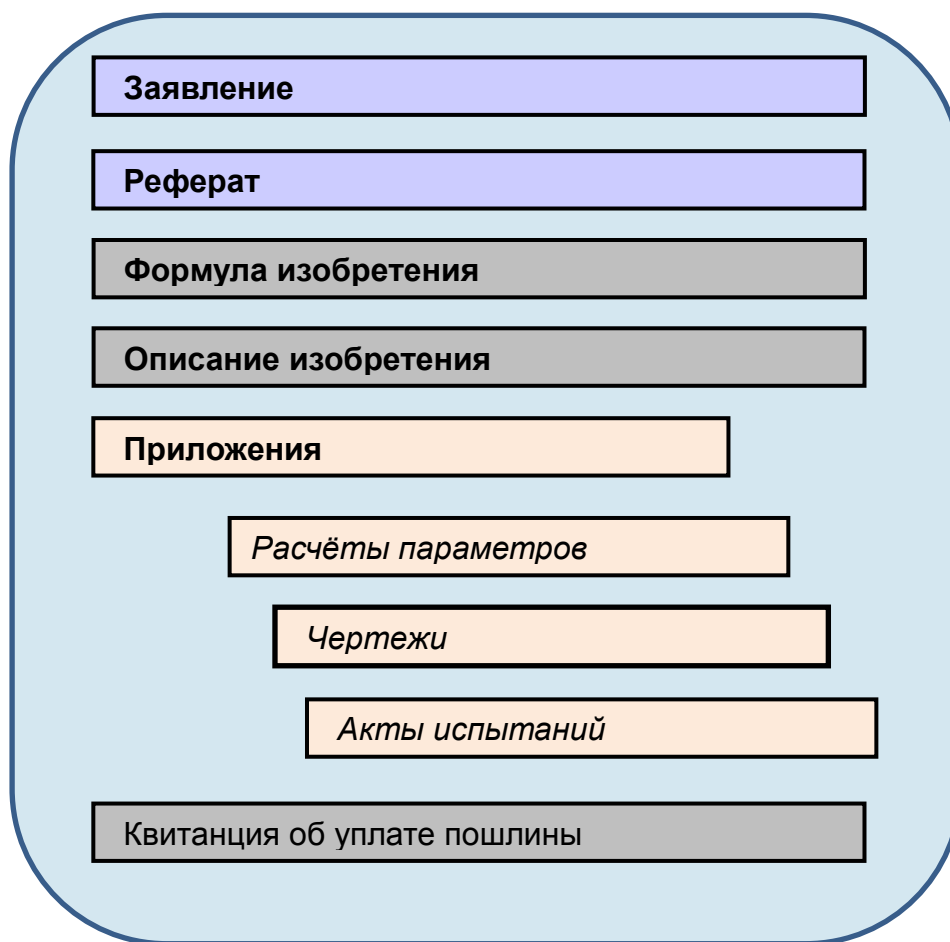 Заявление
Реферат
Формула изобретения
Описание изобретения
Приложения
Расчёты параметров
Чертежи
Акты испытаний
Квитанция об уплате пошлины